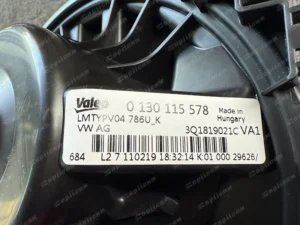 Valeo 0 130 115 578 Made in Hungary
LMTYPV04 786U_K
VW AG 3Q1819021C VA1
684 L2 7 110219 18:32:14 K:01 000 29626/